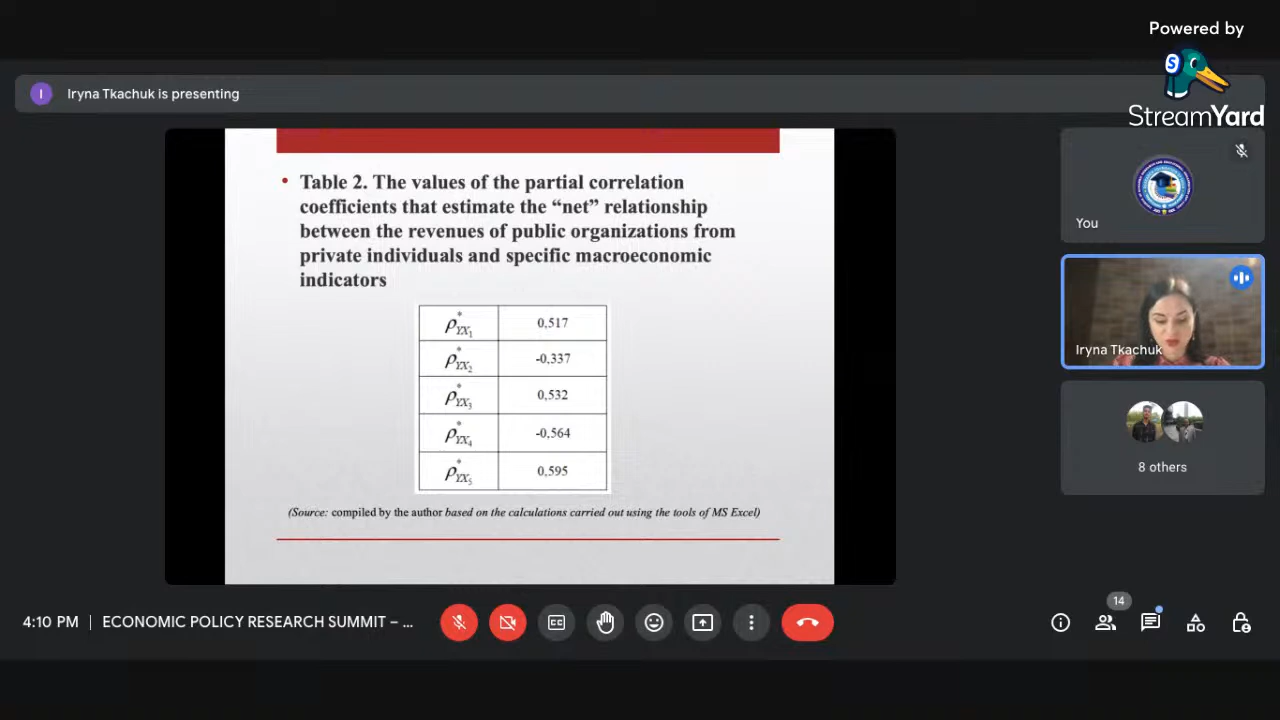 Powered by
StreamYard
I
Iryna Tkachuk is presenting
• Table 2. The values of the partial correlation
coefficients that estimate the “net” relationship
between the revenues of public organizations from
private individuals and specific macroeconomic
indicators
ρ*YX1 0,517
ρ*YX2 -0,337
ρ*YX3 0,532
ρ*YX4 -0,564
ρ*YX5 0,595
(Source: compiled by the author based on the calculations carried out using the tools of MS Excel)
You
Iryna Tkachuk
8 others
4:10 PM | ECONOMIC POLICY RESEARCH SUMMIT – ...
CC
14